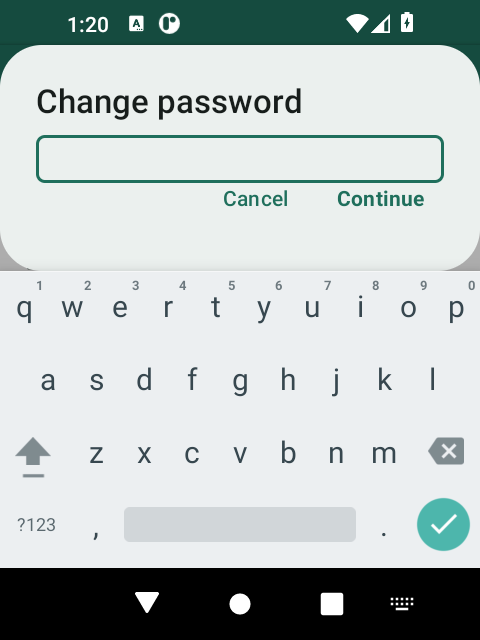 1:20
Change password
Cancel Continue
1 2 3 4 5 6 7 8 9 0
q w e r t y u i o p
a s d f g h j k l
z x c v b n m
?123 , .